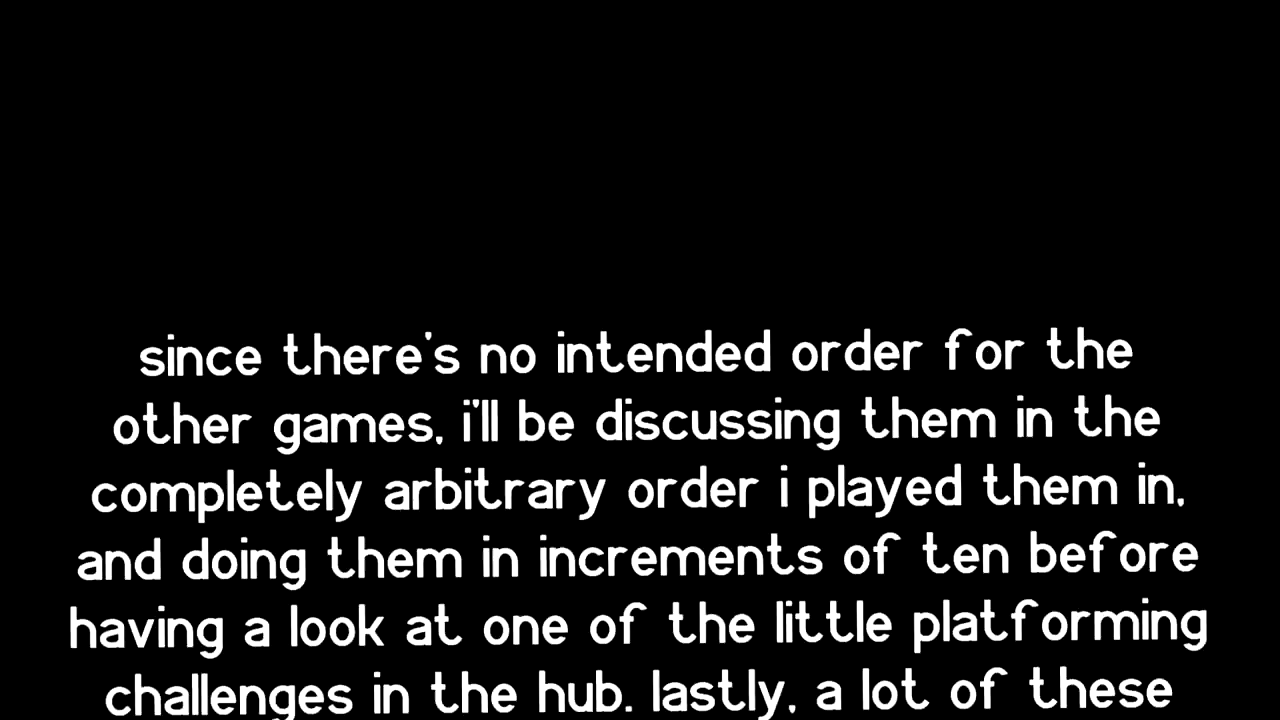 since there's no intended order for the
other games, i'll be discussing them in the
completely arbitrary order i played them in,
and doing them in increments of ten before
having a look at one of the little platforming
challenges in the hub. lastly, a lot of these